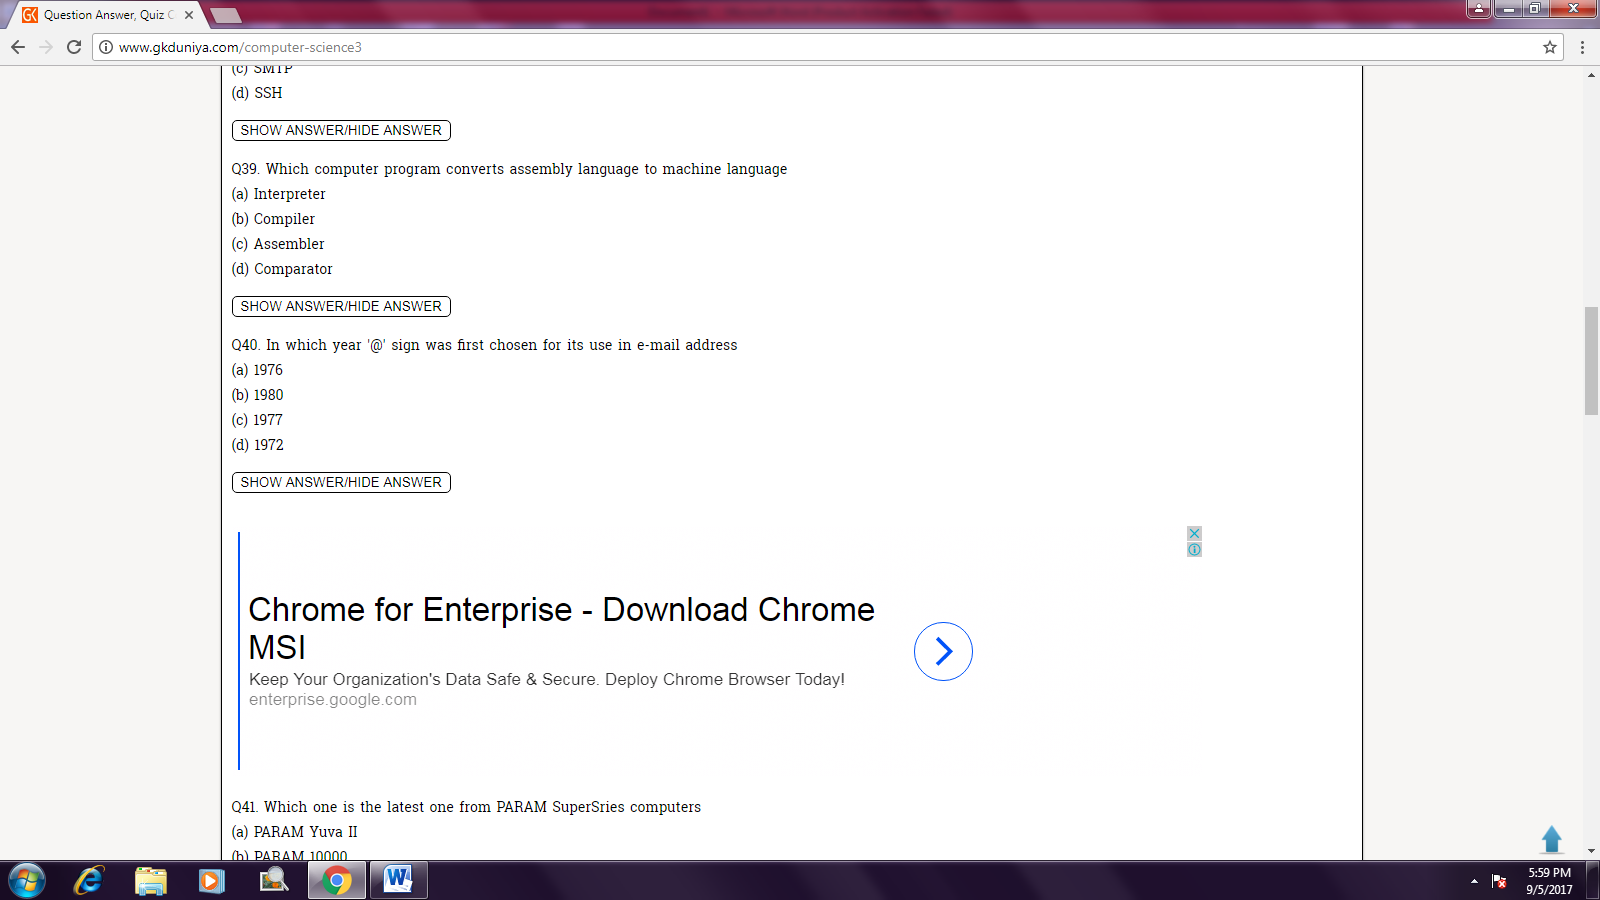 Question Answer, Quiz C
www.gkduniya.com/computer-science3
(c) SMTP
(d) SSH
SHOW ANSWER/HIDE ANSWER
Q39. Which computer program converts assembly language to machine language
(a) Interpreter
(b) Compiler
(c) Assembler
(d) Comparator
SHOW ANSWER/HIDE ANSWER
Q40. In which year '@' sign was first chosen for its use in e-mail address
(a) 1976
(b) 1980
(c) 1977
(d) 1972
SHOW ANSWER/HIDE ANSWER
Chrome for Enterprise - Download Chrome
MSI
Keep Your Organization's Data Safe & Secure. Deploy Chrome Browser Today!
enterprise.google.com
Q41. Which one is the latest one from PARAM SuperSries computers
(a) PARAM Yuva II
(b) PARAM 10000
5:59 PM
9/5/2017